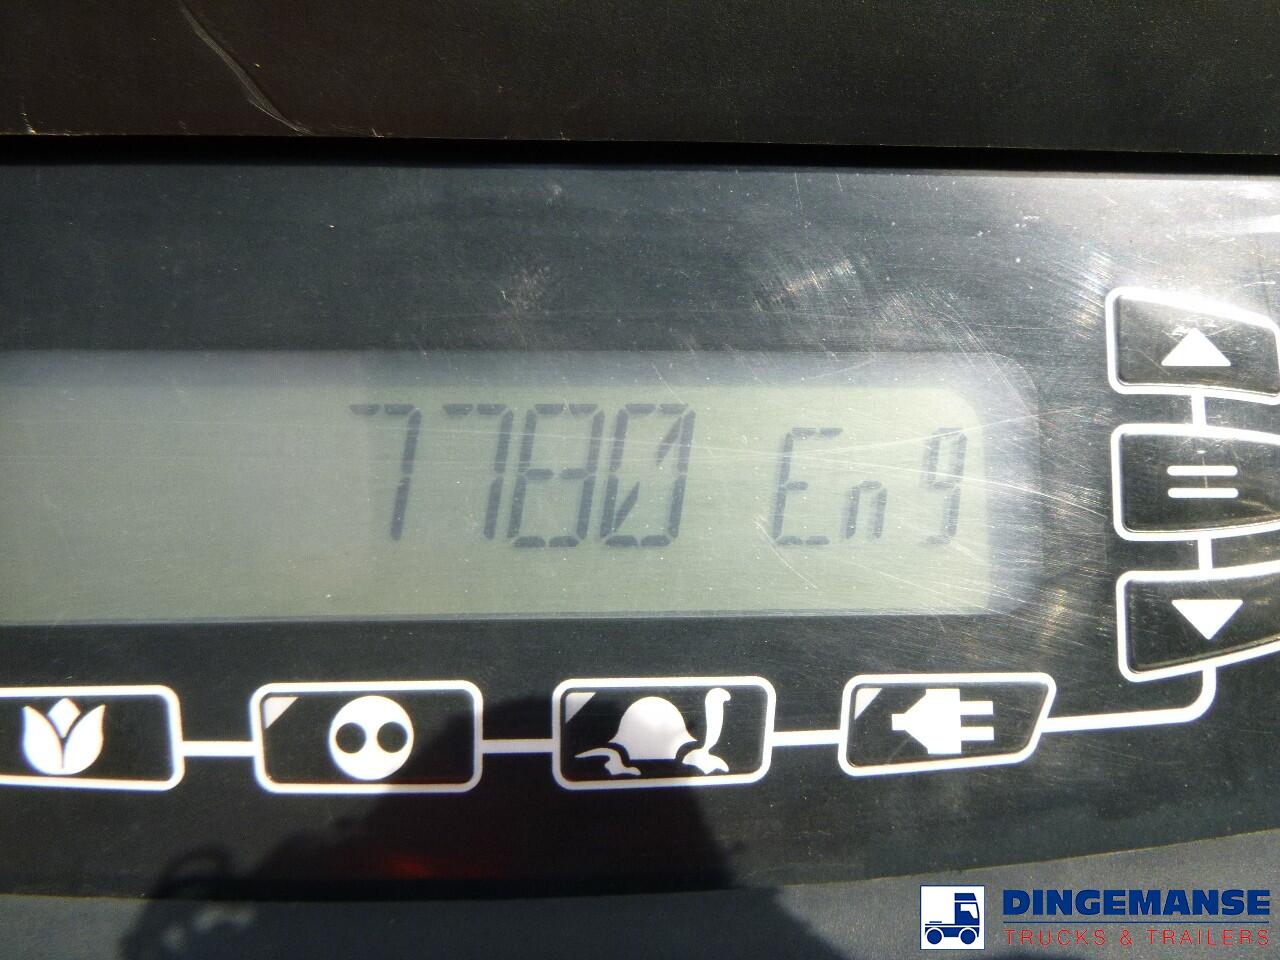 7780 Eng
DINGEMANSE
TRUCKS & TRAILERS